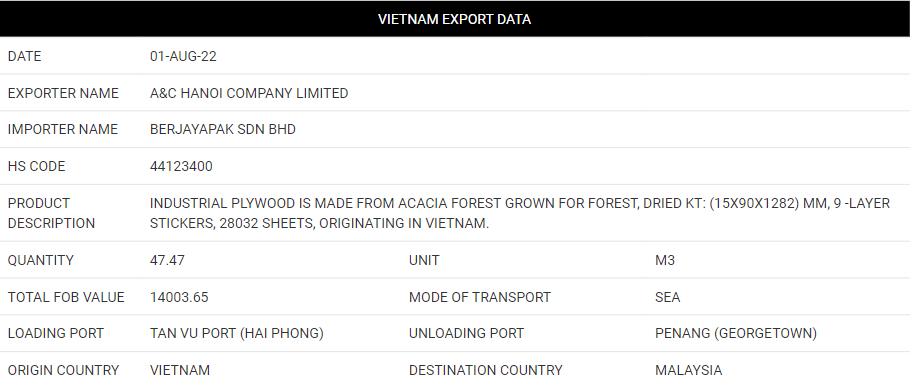 VIETNAM EXPORT DATA
DATE 01-AUG-22
EXPORTER NAME A&C HANOI COMPANY LIMITED
IMPORTER NAME BERJAYAPAK SDN BHD
HS CODE 44123400
PRODUCT DESCRIPTION INDUSTRIAL PLYWOOD IS MADE FROM ACACIA FOREST GROWN FOR FOREST, DRIED KT: (15X90X1282) MM, 9 -LAYER
STICKERS, 28032 SHEETS, ORIGINATING IN VIETNAM.
QUANTITY 47.47 UNIT M3
TOTAL FOB VALUE 14003.65 MODE OF TRANSPORT SEA
LOADING PORT TAN VU PORT (HAI PHONG) UNLOADING PORT PENANG (GEORGETOWN)
ORIGIN COUNTRY VIETNAM DESTINATION COUNTRY MALAYSIA